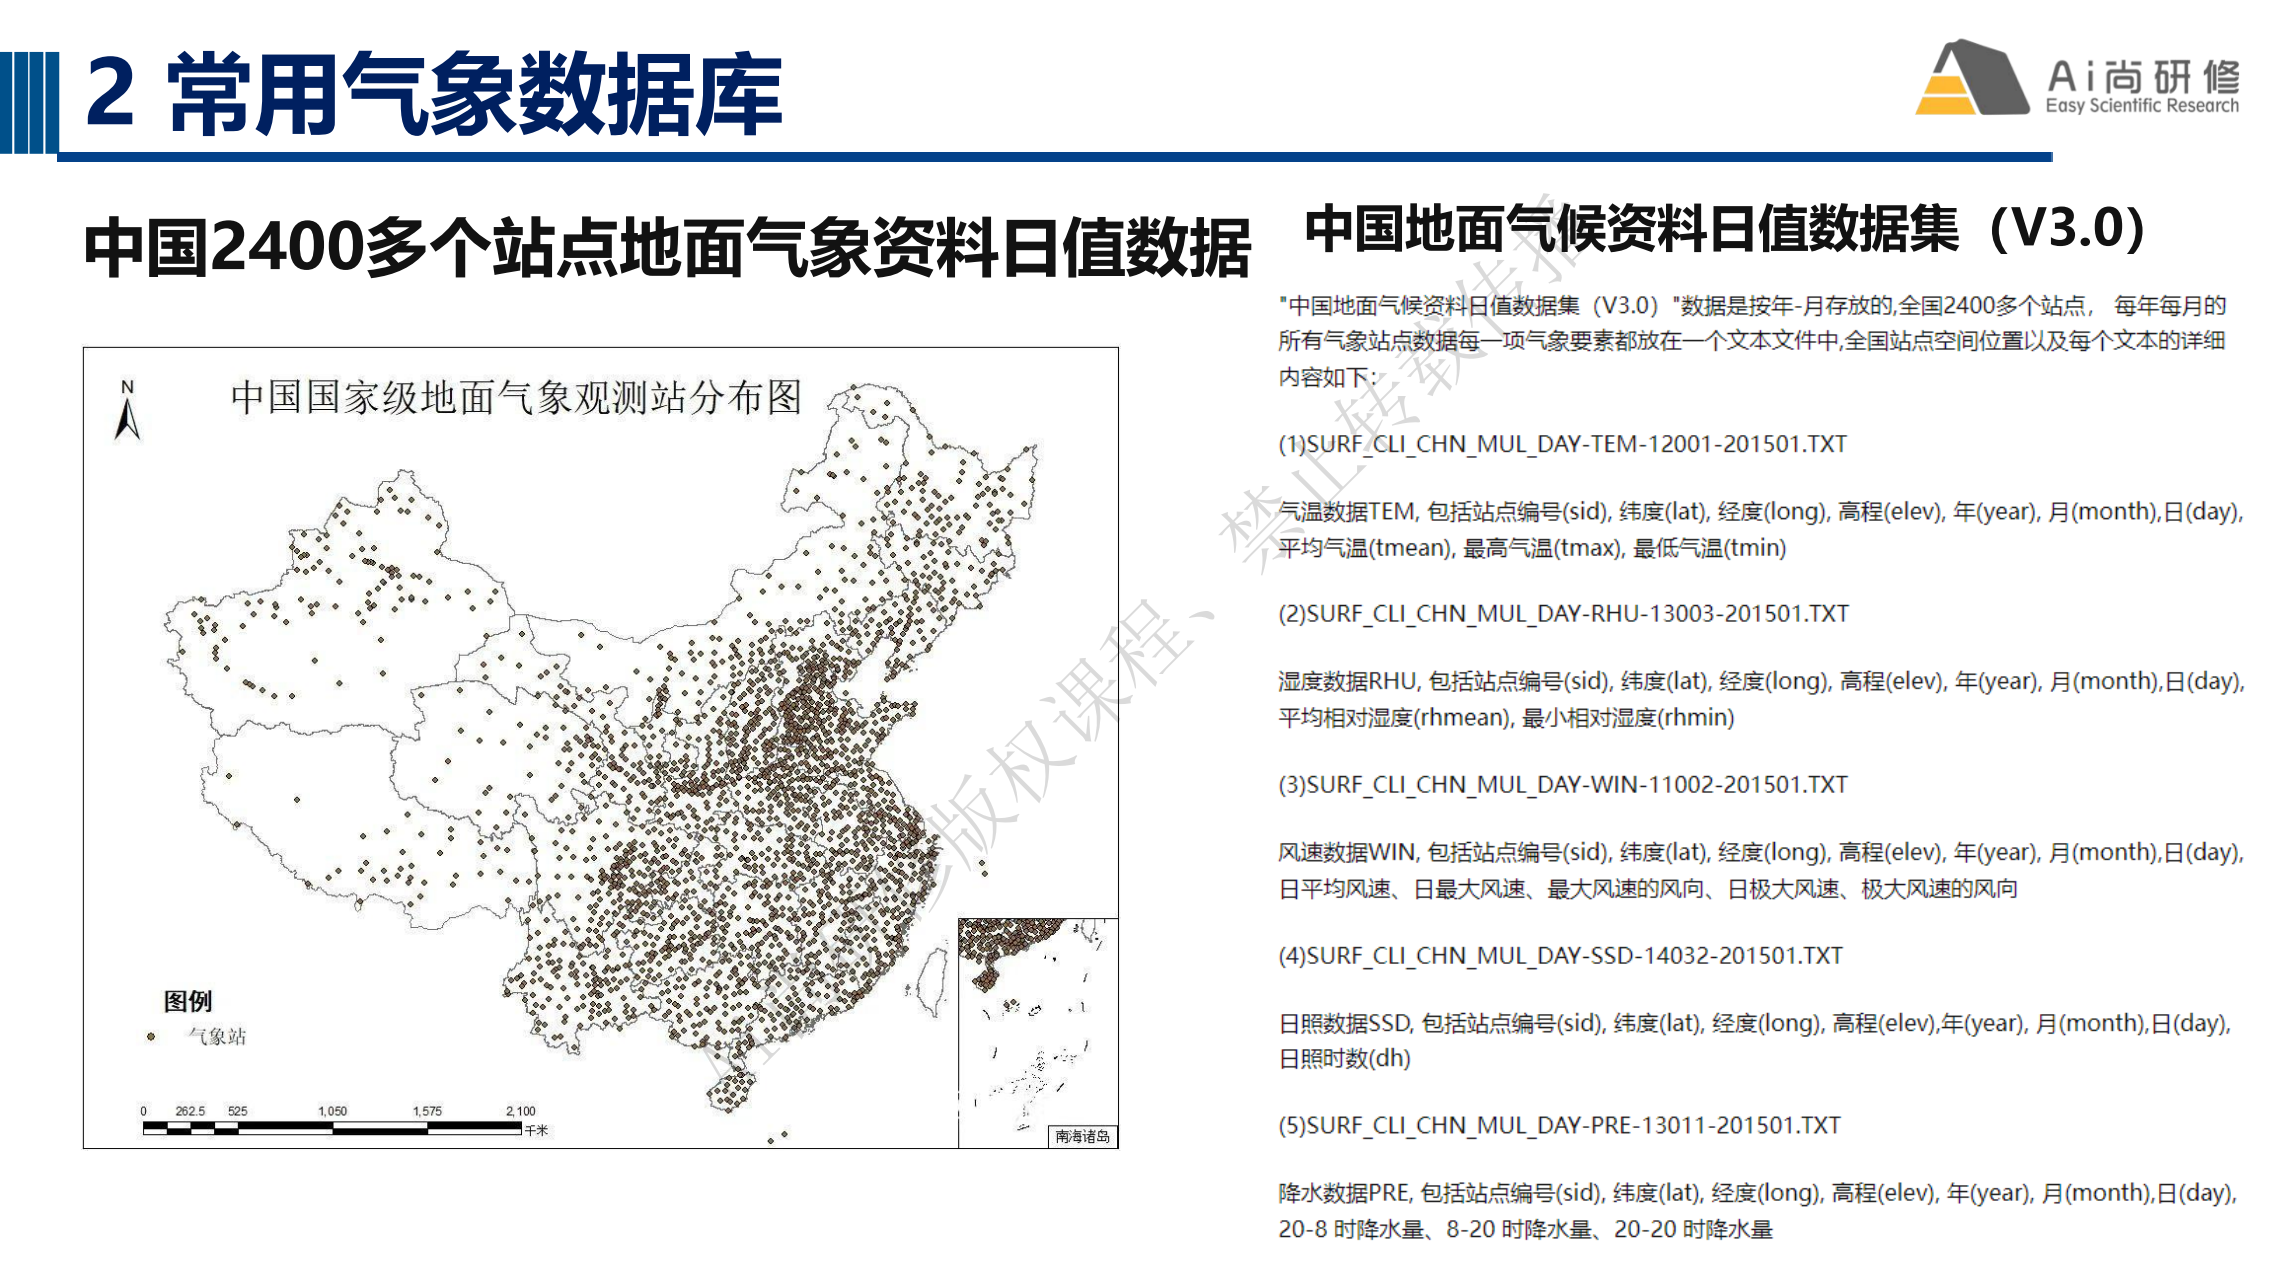 2 常用气象数据库
Ai尚研修
Easy Scientific Research
中国2400多个站点地面气象资料日值数据
N
中国国家级地面气象观测站分布图
图例
气象站
0 262.5 525 1,050 1,575 2,100
千米
南海诸岛
中国地面气候资料日值数据集（V3.0）
"中国地面气候资料日值数据集（V3.0）"数据是按年-月存放的,全国2400多个站点， 每年每月的
所有气象站点数据每一项气象要素都放在一个文本文件中,全国站点空间位置以及每个文本的详细
内容如下：
(1)SURF_CLI_CHN_MUL_DAY-TEM-12001-201501.TXT
气温数据TEM, 包括站点编号(sid), 纬度(lat), 经度(long), 高程(elev), 年(year), 月(month),日(day),
平均气温(tmean), 最高气温(tmax), 最低气温(tmin)
(2)SURF_CLI_CHN_MUL_DAY-RHU-13003-201501.TXT
湿度数据RHU, 包括站点编号(sid), 纬度(lat), 经度(long), 高程(elev), 年(year), 月(month),日(day),
平均相对湿度(rhmean), 最小相对湿度(rhmin)
(3)SURF_CLI_CHN_MUL_DAY-WIN-11002-201501.TXT
风速数据WIN, 包括站点编号(sid), 纬度(lat), 经度(long), 高程(elev), 年(year), 月(month),日(day),
日平均风速、日最大风速、最大风速的风向、日极大风速、极大风速的风向
(4)SURF_CLI_CHN_MUL_DAY-SSD-14032-201501.TXT
日照数据SSD, 包括站点编号(sid), 纬度(lat), 经度(long), 高程(elev),年(year), 月(month),日(day),
日照时数(dh)
(5)SURF_CLI_CHN_MUL_DAY-PRE-13011-201501.TXT
降水数据PRE, 包括站点编号(sid), 纬度(lat), 经度(long), 高程(elev), 年(year), 月(month),日(day),
20-8 时降水量、8-20 时降水量、20-20 时降水量
版权课程、禁止转载传播